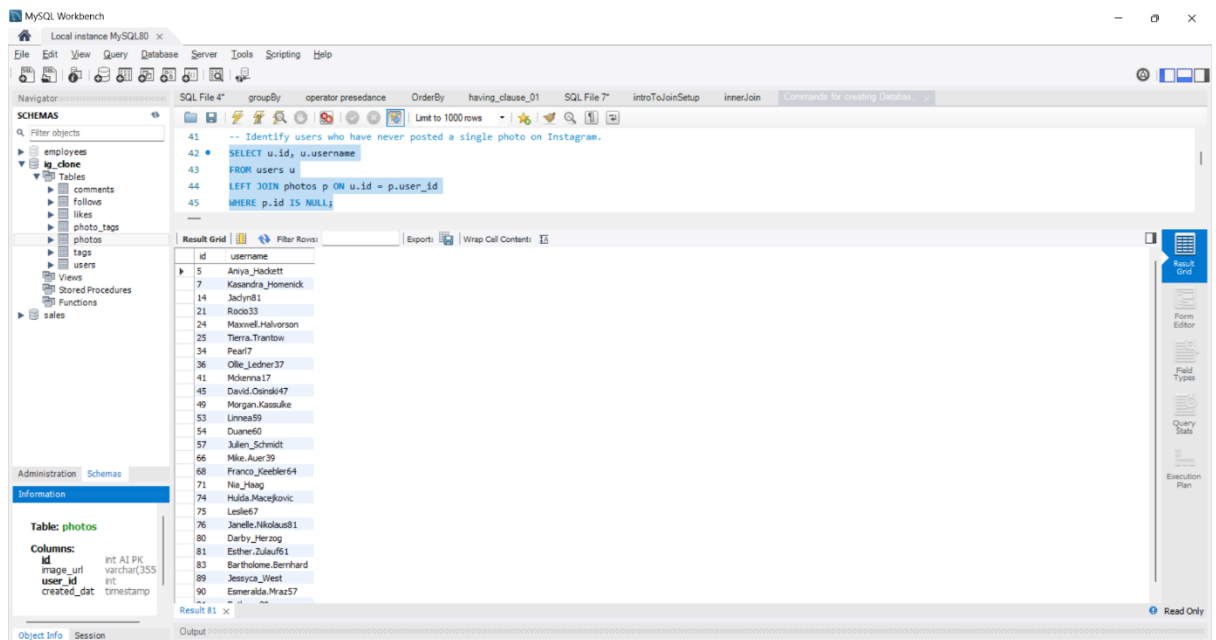 MySQL Workbench
Local instance MySQL80
File Edit View Query Database Server Tools Scripting Help
Navigator
SCHEMAS
Filter objects
employees
ig_clone
Tables
comments
follows
likes
photo_tags
photos
tags
users
Views
Stored Procedures
Functions
sales
Administration Schemas
Information
Table: photos
Columns:
id int AI PK
image_url varchar(355
user_id int
created_dat timestamp
Object Info Session
SQL File 4* groupBy operator presedance OrderBy having_clause_01 SQL File 7* introToJoinSetup innerJoin Commands for creating Databas...
Limit to 1000 rows
41 -- Identify users who have never posted a single photo on Instagram.
42 SELECT u.id, u.username
43 FROM users u
44 LEFT JOIN photos p ON u.id = p.user_id
45 WHERE p.id IS NULL;
Result Grid Filter Rows: Export: Wrap Cell Content:
id username
5 Aniya_Hackett
7 Kasandra_Homenick
14 Jaclyn81
21 Rocio33
24 Maxwell.Halvorson
25 Tierra.Trantow
34 Pearl7
36 Ollie_Ledner37
41 Mckenna17
45 David.Osinski47
49 Morgan.Kassulke
53 Linnea59
54 Duane60
57 Julien_Schmidt
66 Mike.Auer39
68 Franco_Keebler64
71 Nia_Haag
74 Hulda.Macejkovic
75 Leslie67
76 Janelle.Nikolaus81
80 Darby_Herzog
81 Esther.Zulauf61
83 Bartholome.Bernhard
89 Jessyca_West
90 Esmeralda.Mraz57
Result 81
Output
Result
Grid
Form
Editor
Field
Types
Query
Stats
Execution
Plan
Read Only